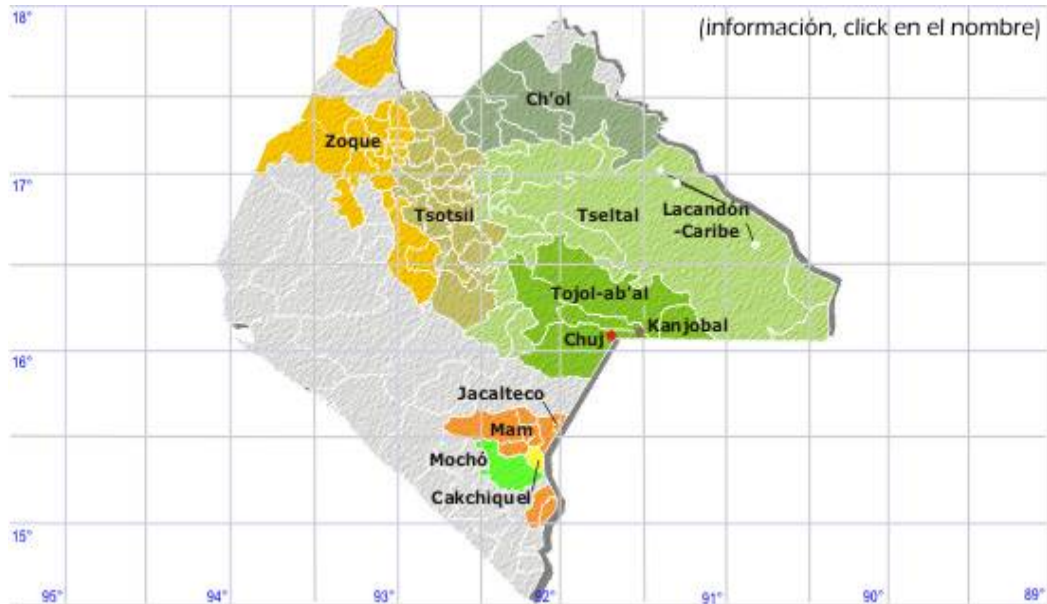 18°
(información, click en el nombre)
Ch'ol
Zoque
17°
Tsotsil
Tseltal
Lacandón
-Caribe
Tojol-ab'al
Kanjobal
Chuj
16°
Jacalteco
Mam
Mochó
Cakchiquel
15°
95° 94° 93° 92° 91° 90° 89°